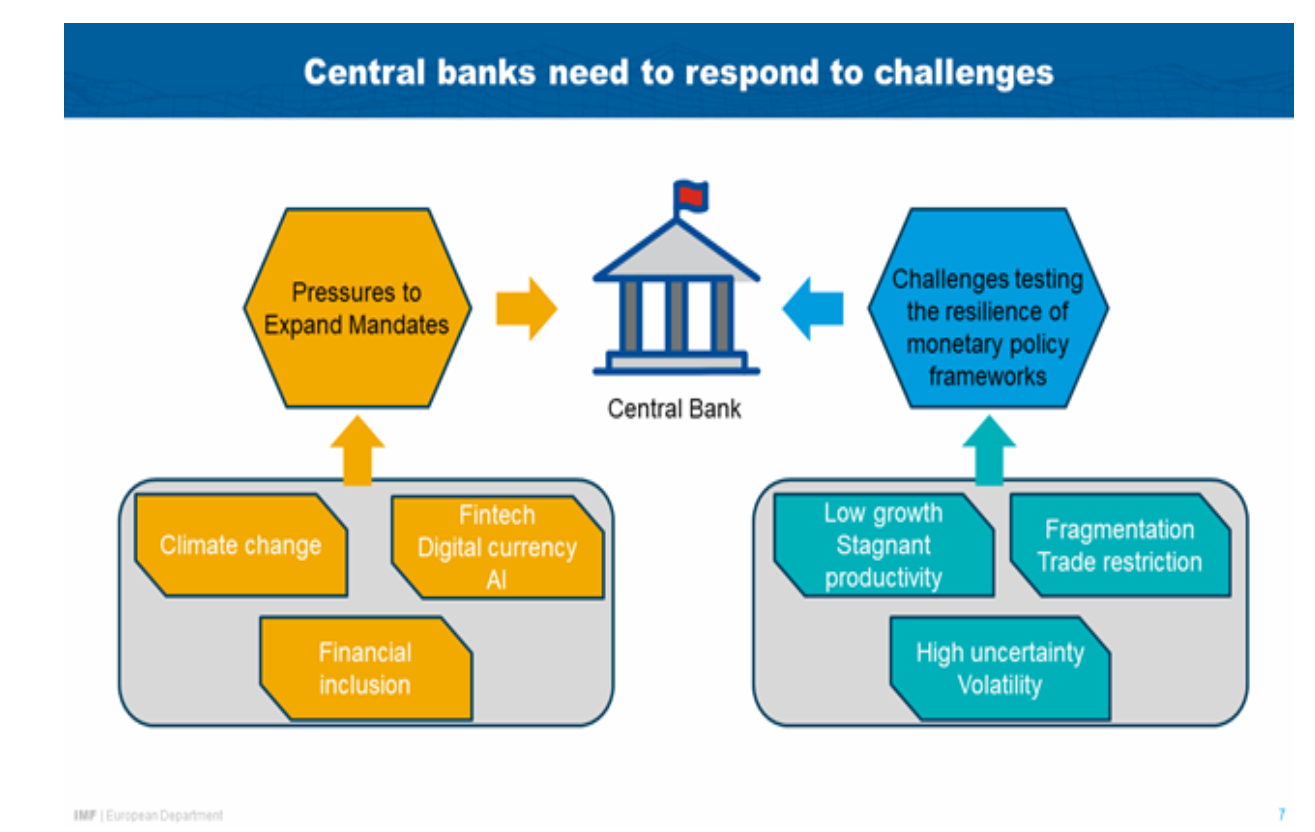 Central banks need to respond to challenges
Pressures to
Expand Mandates
Central Bank
Challenges testing
the resilience of
monetary policy
frameworks
Climate change
Fintech
Digital currency
AI
Financial
inclusion
Low growth
Stagnant
productivity
Fragmentation
Trade restriction
High uncertainty
Volatility
IMF | European Department
7